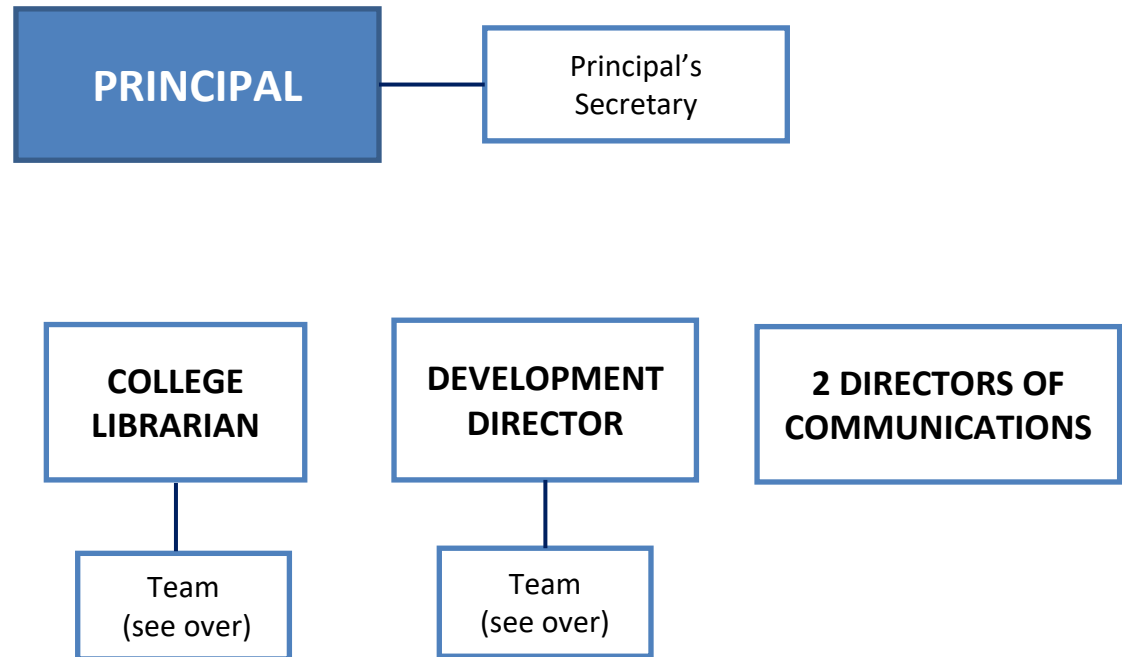 PRINCIPAL
Principal’s
Secretary
COLLEGE
LIBRARIAN
DEVELOPMENT
DIRECTOR
2 DIRECTORS OF
COMMUNICATIONS
Team
(see over)
Team
(see over)